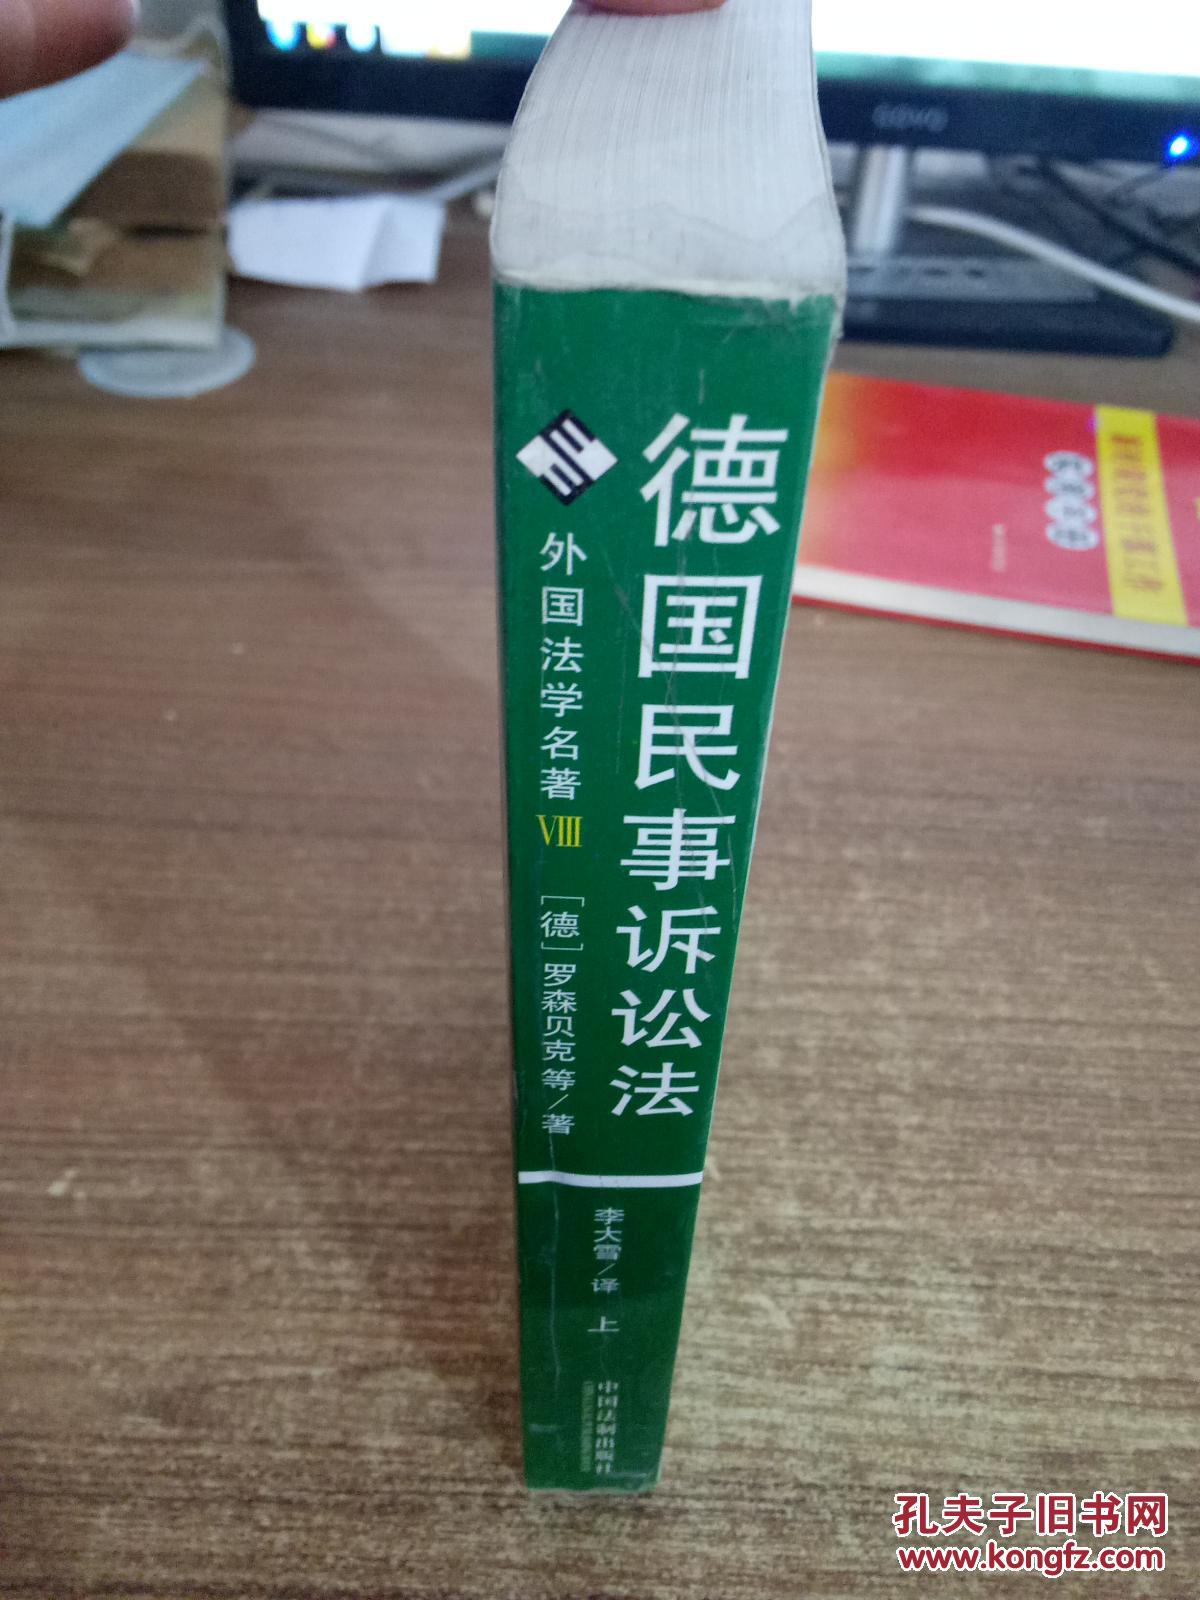 德国民事诉讼法
外国法学名著 VIII [德]罗森贝克等/著
李大雪/译 上
中国法制出版社
孔夫子旧书网
www.kongfz.com